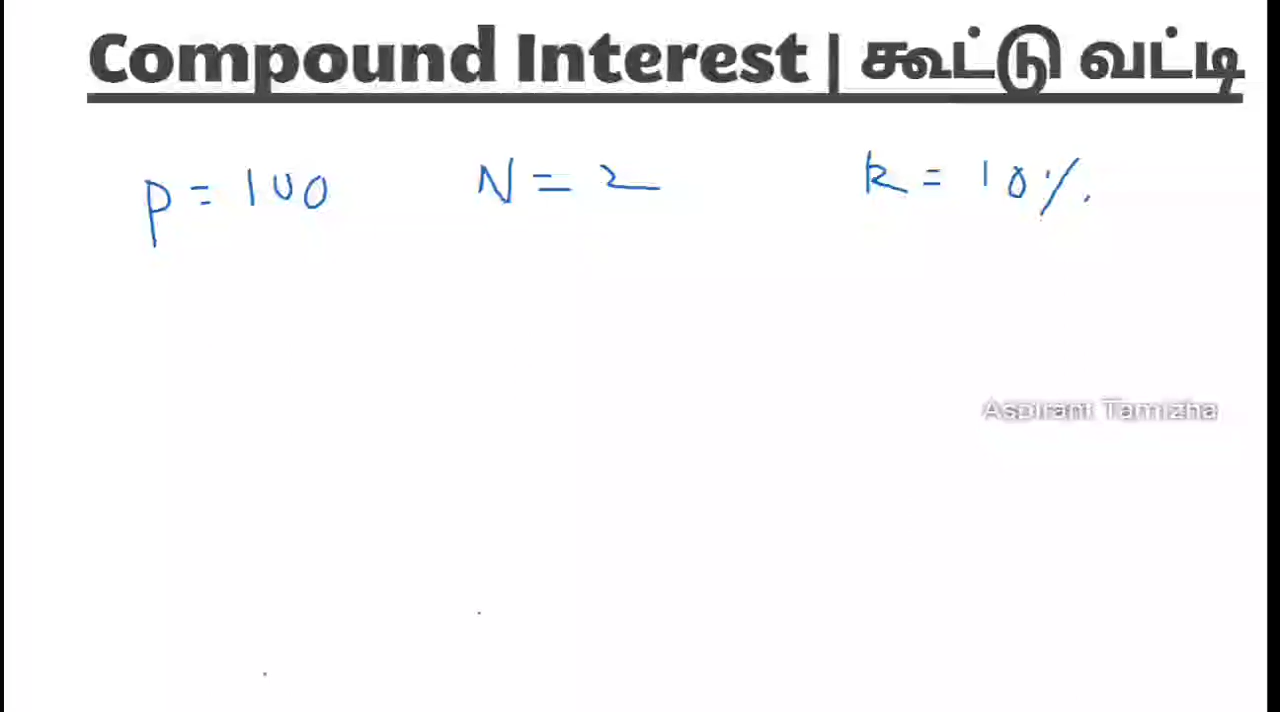 Compound Interest | கூட்டு வட்டி
P = 100 N = 2 R = 10%.
Aspirant Tamizha